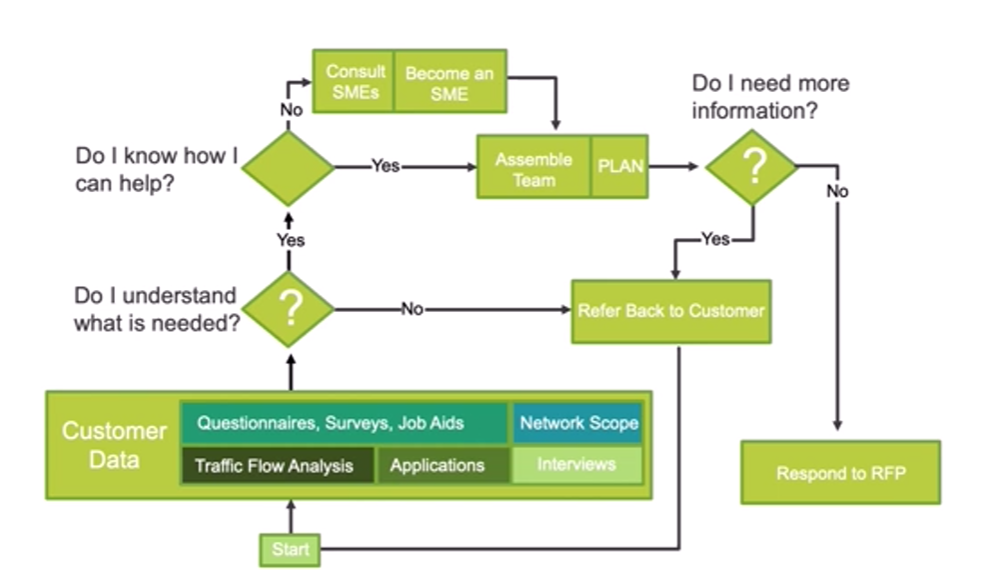 Consult
SMEs
Become an
SME
Do I need more
information?
No
Do I know how I
can help?
Yes
Assemble
Team
PLAN
?
No
Yes
Yes
Do I understand
what is needed?
?
No
Refer Back to Customer
Customer
Data
Questionnaires, Surveys, Job Aids
Network Scope
Traffic Flow Analysis
Applications
Interviews
Respond to RFP
Start